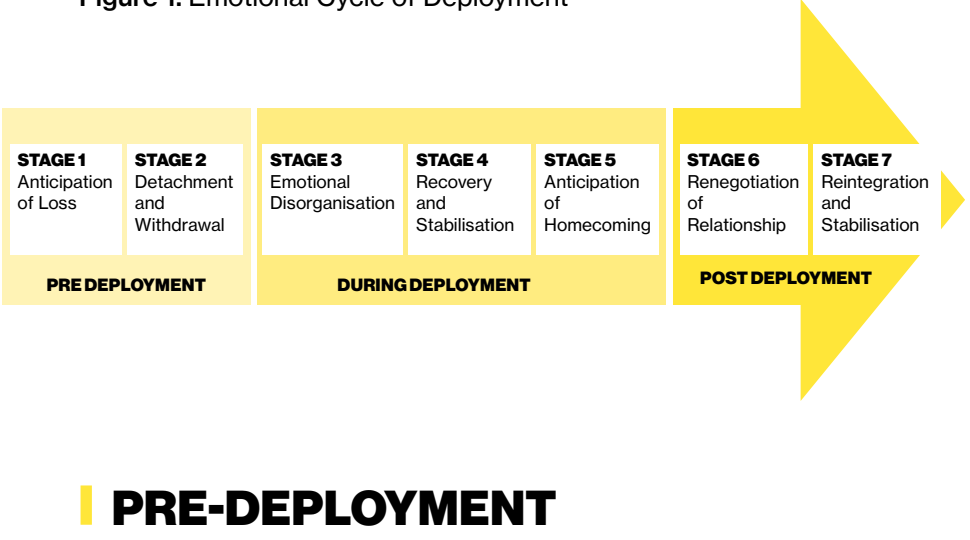 Figure 1. Emotional Cycle of Deployment
STAGE 1
Anticipation
of Loss
STAGE 2
Detachment
and
Withdrawal
PRE DEPLOYMENT
STAGE 3
Emotional
Disorganisation
STAGE 4
Recovery
and
Stabilisation
STAGE 5
Anticipation
of
Homecoming
DURING DEPLOYMENT
STAGE 6
Renegotiation
of
Relationship
STAGE 7
Reintegration
and
Stabilisation
POST DEPLOYMENT
PRE-DEPLOYMENT